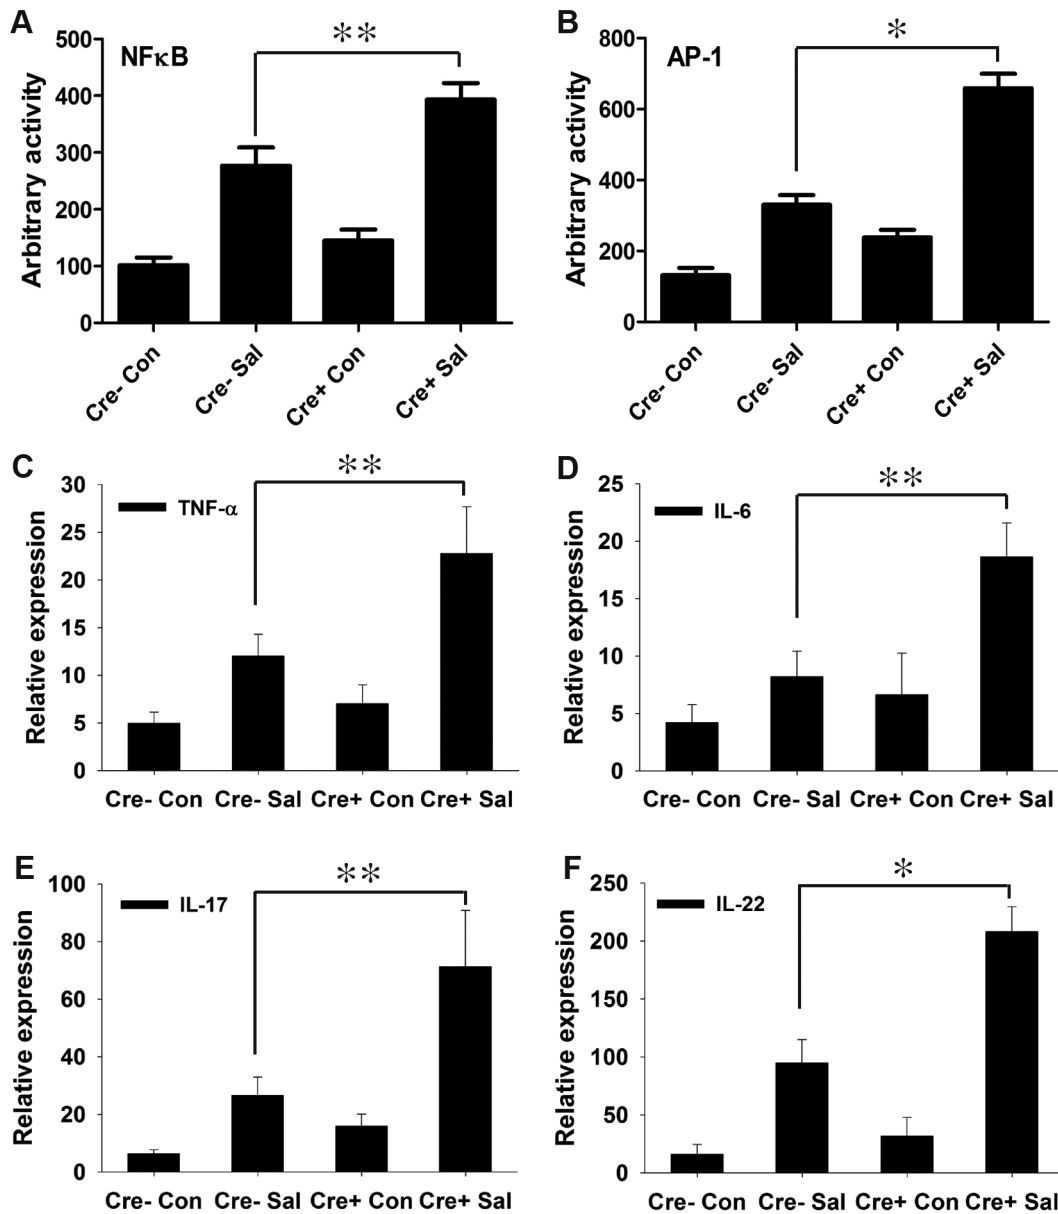 A
NFκB
**
Arbitrary activity
500
400
300
200
100
0
Cre- Con
Cre- Sal
Cre+ Con
Cre+ Sal
B
AP-1
*
Arbitrary activity
800
600
400
200
0
Cre- Con
Cre- Sal
Cre+ Con
Cre+ Sal
C
TNF-α
**
Relative expression
30
25
20
15
10
5
0
Cre- Con Cre- Sal Cre+ Con Cre+ Sal
D
IL-6
**
Relative expression
25
20
15
10
5
0
Cre- Con Cre- Sal Cre+ Con Cre+ Sal
E
IL-17
**
Relative expression
100
80
60
40
20
0
Cre- Con Cre- Sal Cre+ Con Cre+ Sal
F
IL-22
*
Relative expression
250
200
150
100
50
0
Cre- Con Cre- Sal Cre+ Con Cre+ Sal